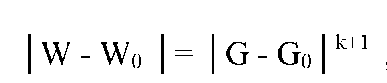 | W - W₀ | = | G - G₀ | ᵏ⁺¹ ,